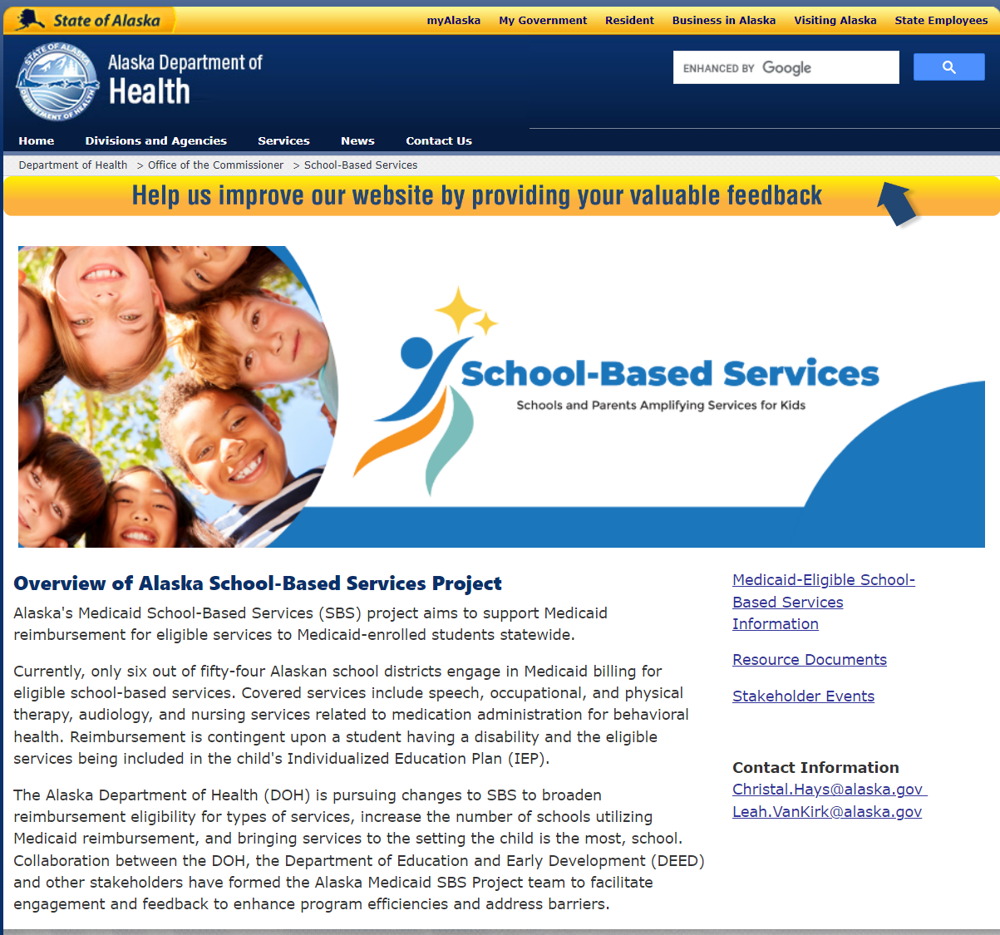 State of Alaska
myAlaska My Government Resident Business in Alaska Visiting Alaska State Employees
STATE OF ALASKA
DEPARTMENT OF HEALTH
Alaska Department of
Health
ENHANCED BY Google
Home Divisions and Agencies Services News Contact Us
Department of Health > Office of the Commissioner > School-Based Services
Help us improve our website by providing your valuable feedback
School-Based Services
Schools and Parents Amplifying Services for Kids
Overview of Alaska School-Based Services Project
Alaska's Medicaid School-Based Services (SBS) project aims to support Medicaid
reimbursement for eligible services to Medicaid-enrolled students statewide.
Currently, only six out of fifty-four Alaskan school districts engage in Medicaid billing for
eligible school-based services. Covered services include speech, occupational, and physical
therapy, audiology, and nursing services related to medication administration for behavioral
health. Reimbursement is contingent upon a student having a disability and the eligible
services being included in the child's Individualized Education Plan (IEP).
The Alaska Department of Health (DOH) is pursuing changes to SBS to broaden
reimbursement eligibility for types of services, increase the number of schools utilizing
Medicaid reimbursement, and bringing services to the setting the child is the most, school.
Collaboration between the DOH, the Department of Education and Early Development (DEED)
and other stakeholders have formed the Alaska Medicaid SBS Project team to facilitate
engagement and feedback to enhance program efficiencies and address barriers.
Medicaid-Eligible School-
Based Services
Information
Resource Documents
Stakeholder Events
Contact Information
Christal.Hays@alaska.gov
Leah.VanKirk@alaska.gov